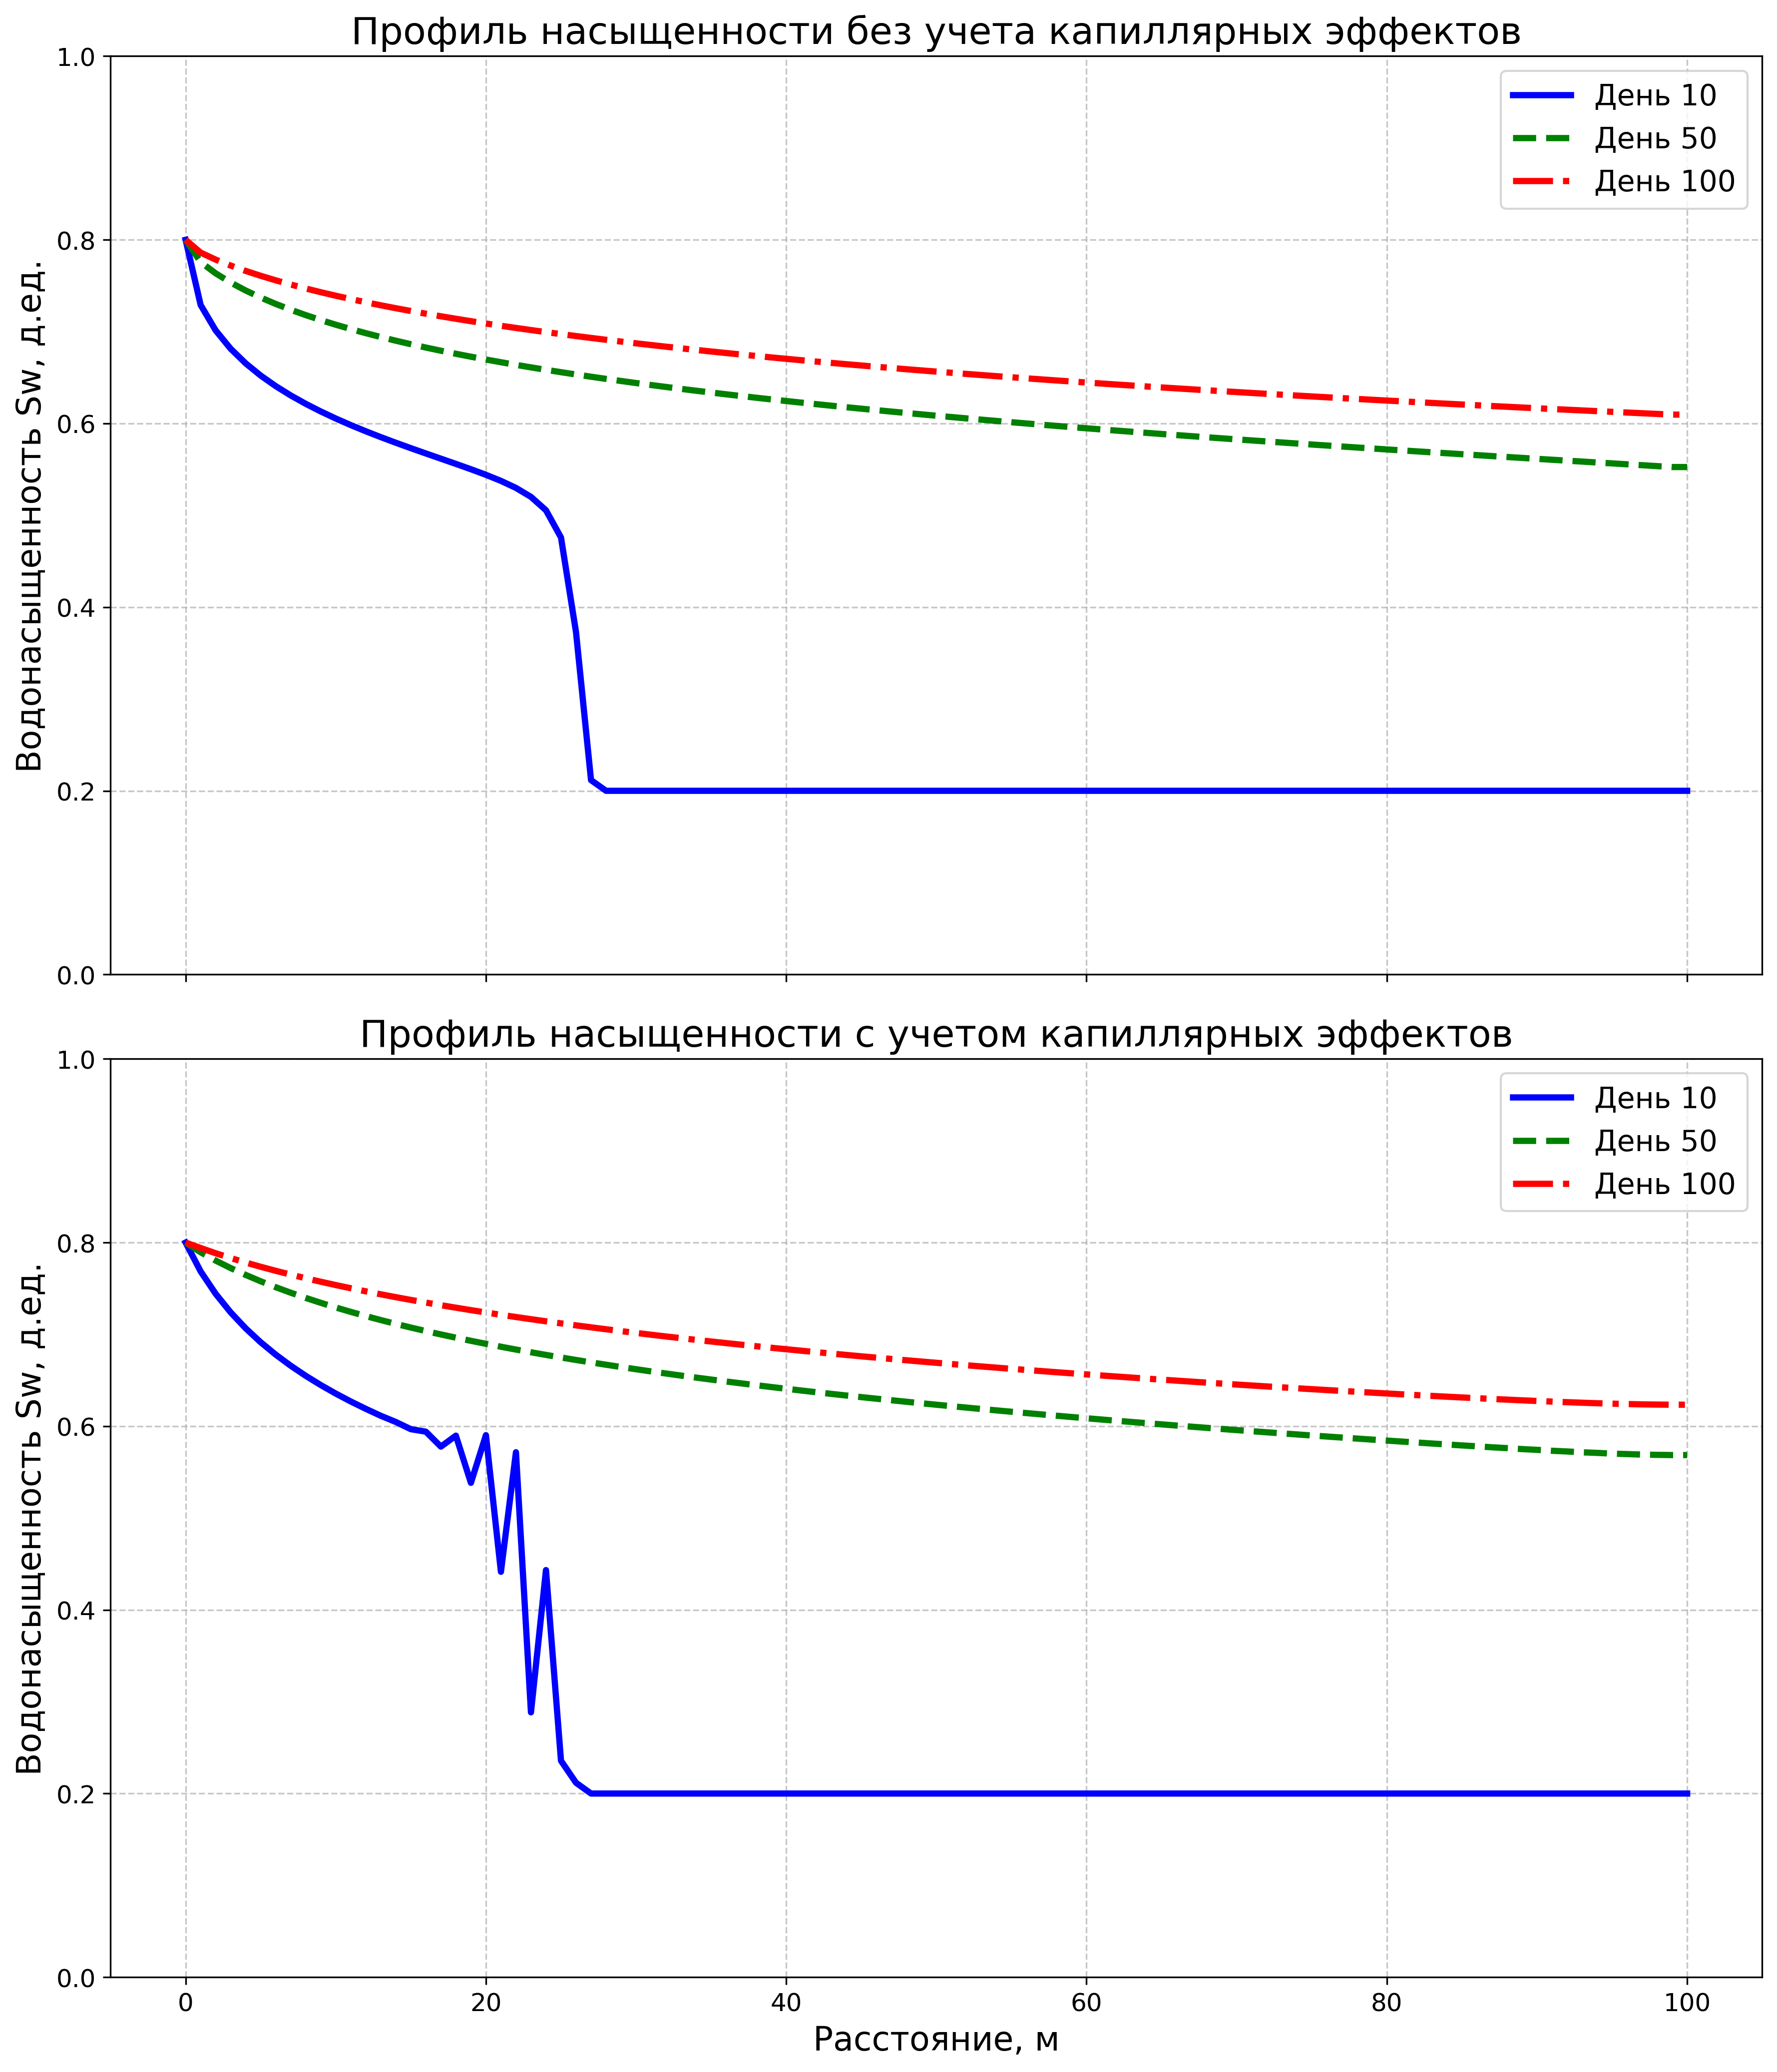 Профиль насыщенности без учета капиллярных эффектов
1.0
0.8
0.6
0.4
0.2
0.0
Водонасыщенность Sw, д.ед.
День 10
День 50
День 100
Профиль насыщенности с учетом капиллярных эффектов
1.0
0.8
0.6
0.4
0.2
0.0
Водонасыщенность Sw, д.ед.
День 10
День 50
День 100
0 20 40 60 80 100
Расстояние, м